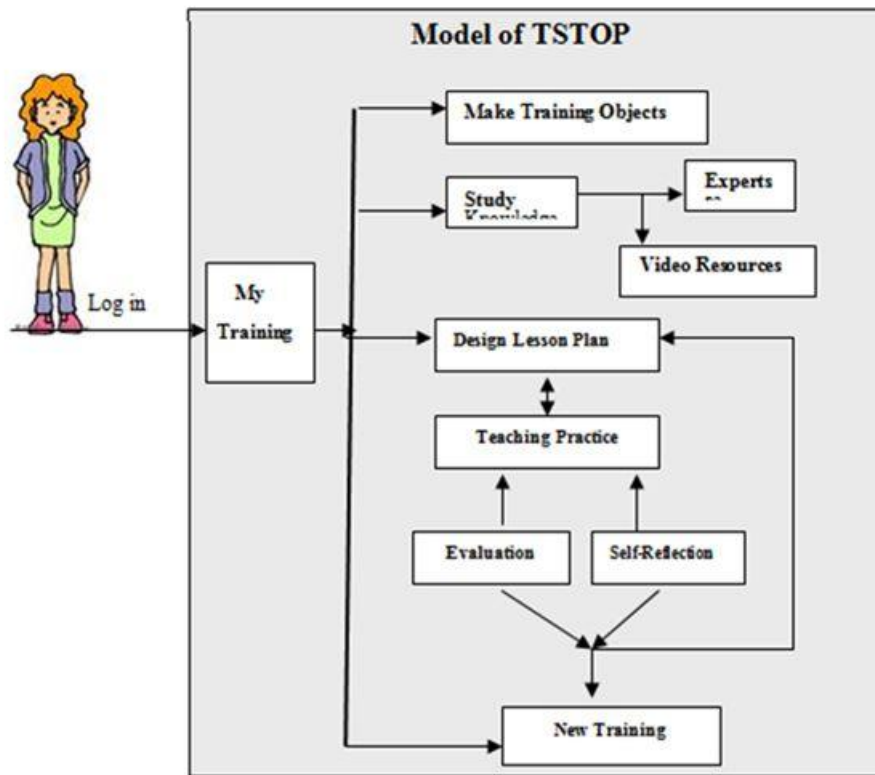 Model of TSTOP
Make Training Objects
Study
Knowledge
Experts
Video Resources
Log in
My
Training
Design Lesson Plan
Teaching Practice
Evaluation
Self-Reflection
New Training